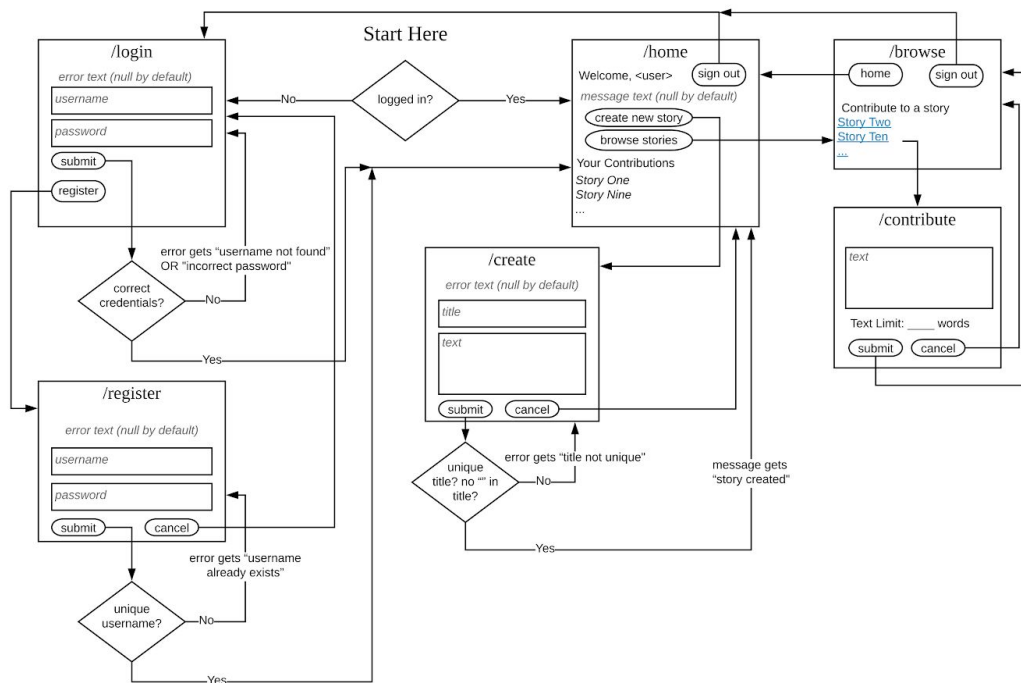 Start Here
logged in?
No
Yes
/login
error text (null by default)
username
password
submit
register
error gets “username not found”
OR "incorrect password"
correct
credentials?
No
Yes
/register
error text (null by default)
username
password
submit
cancel
error gets “username
already exists”
unique
username?
No
Yes
/home
Welcome, <user>
sign out
message text (null by default)
create new story
browse stories
Your Contributions
Story One
Story Nine
...
/create
error text (null by default)
title
text
submit
cancel
error gets “title not unique"
unique
title? no “” in
title?
No
Yes
message gets
"story created”
/browse
home
sign out
Contribute to a story
Story Two
Story Ten
...
/contribute
text
Text Limit: ____ words
submit
cancel